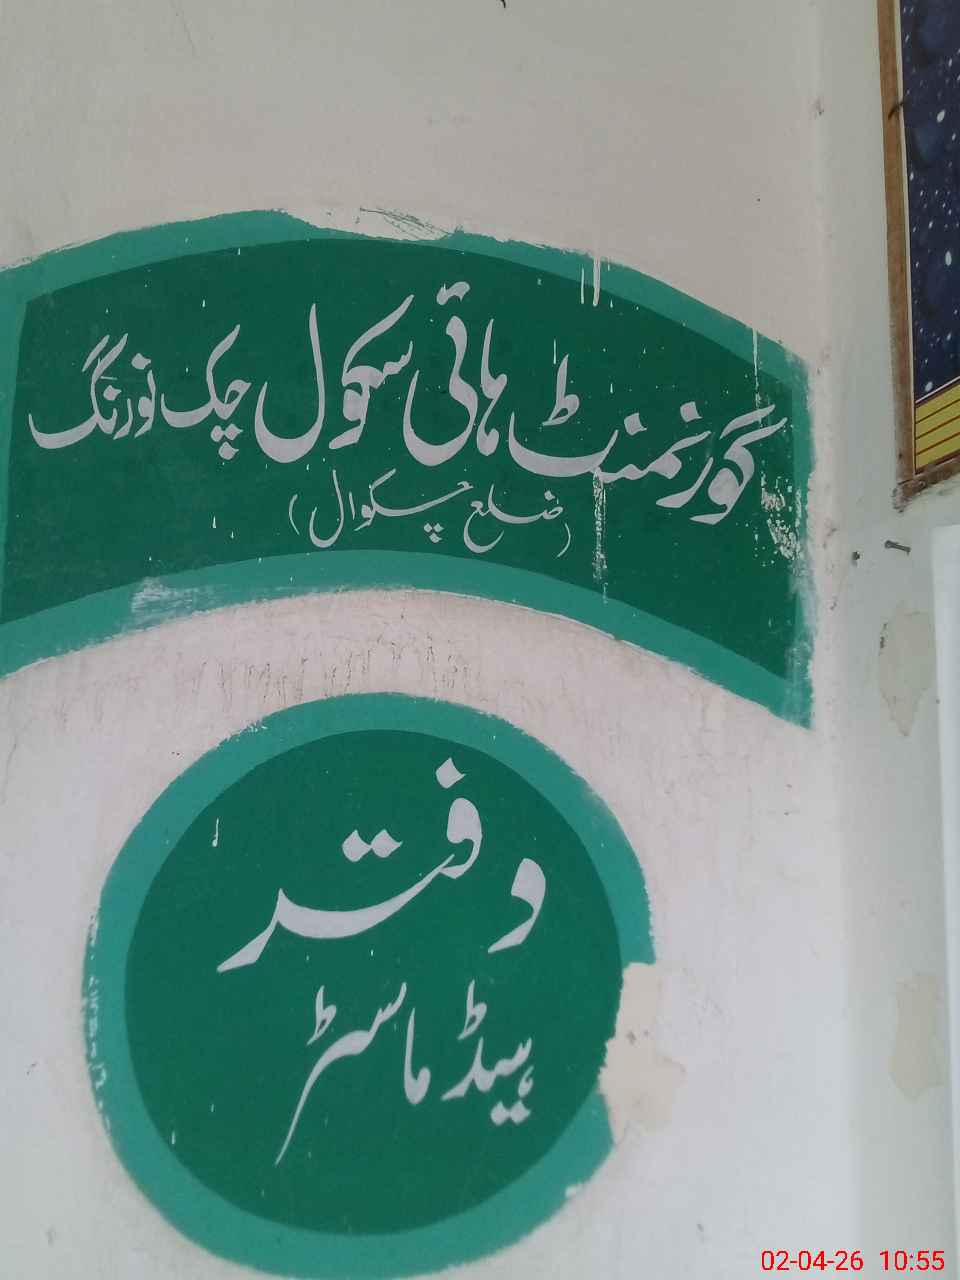 گورنمنٹ ہائی سکول چک نورنگ
(ضلع چکوال)
دفتر
ہیڈ ماسٹر
02-04-26 10:55